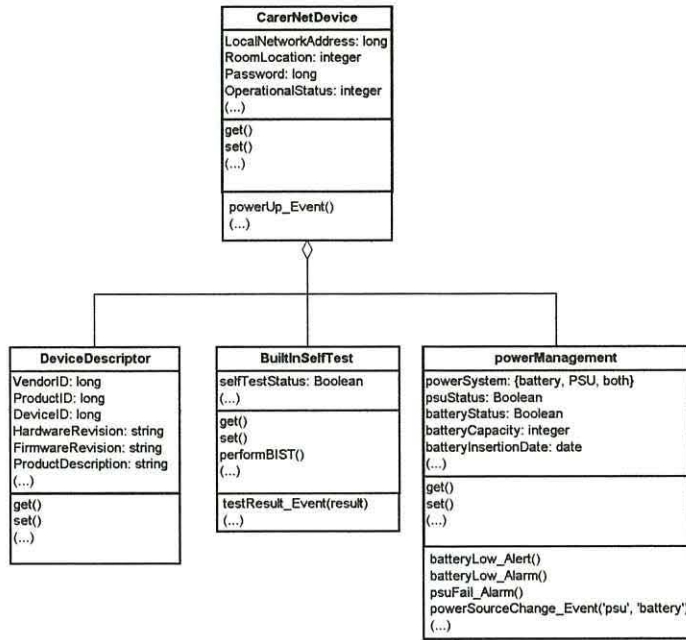 CarerNetDevice
LocalNetworkAddress: long
RoomLocation: integer
Password: long
OperationalStatus: integer
(...)
get()
set()
(...)
powerUp_Event()
(...)
DeviceDescriptor
VendorID: long
ProductID: long
DeviceID: long
HardwareRevision: string
FirmwareRevision: string
ProductDescription: string
(...)
get()
set()
(...)
BuiltInSelfTest
selfTestStatus: Boolean
(...)
get()
set()
performBIST()
(...)
testResult_Event(result)
(...)
powerManagement
powerSystem: {battery, PSU, both}
psuStatus: Boolean
batteryStatus: Boolean
batteryCapacity: integer
batteryInsertionDate: date
(...)
get()
set()
(...)
batteryLow_Alert()
batteryLow_Alarm()
psuFail_Alarm()
powerSourceChange_Event('psu', 'battery')
(...)